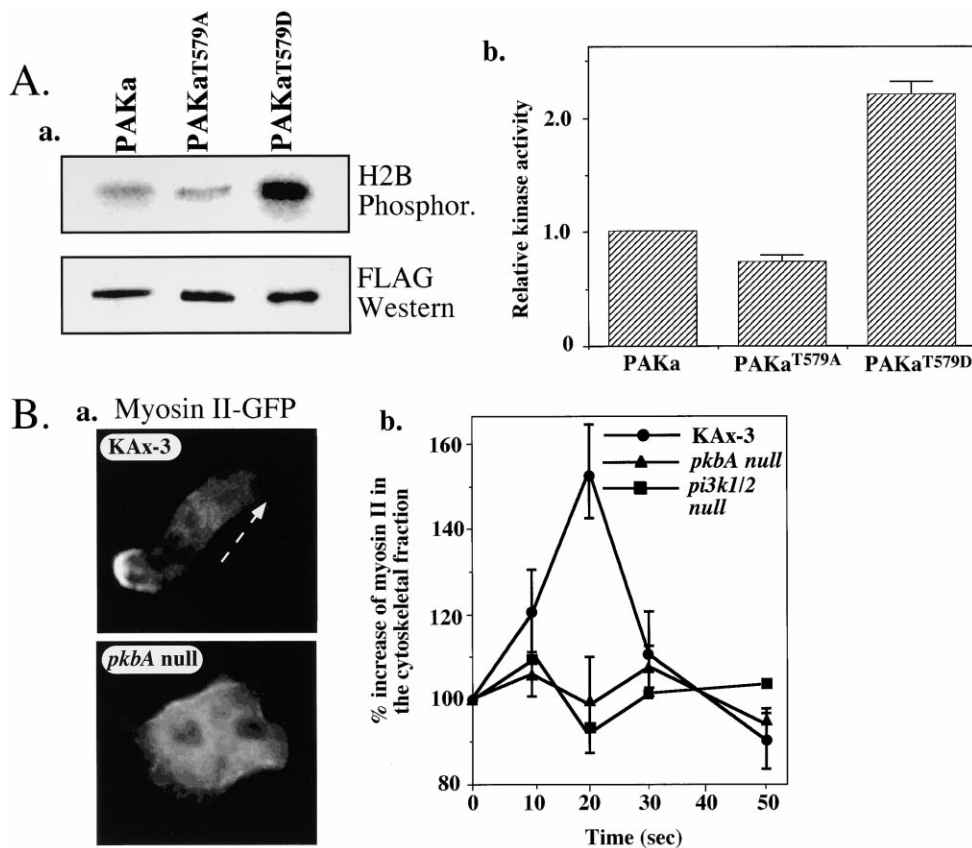 A.
a.
PAKa
PAKaT579A
PAKaT579D
H2B
Phosphor.
FLAG
Western
b.
Relative kinase activity
2.0
1.0
0
PAKa
PAKaT579A
PAKaT579D
B.
a. Myosin II-GFP
KAx-3
pkbA null
b.
% increase of myosin II in
the cytoskeletal fraction
160
140
120
100
80
KAx-3
pkbA null
pi3k1/2
null
0 10 20 30 40 50
Time (sec)